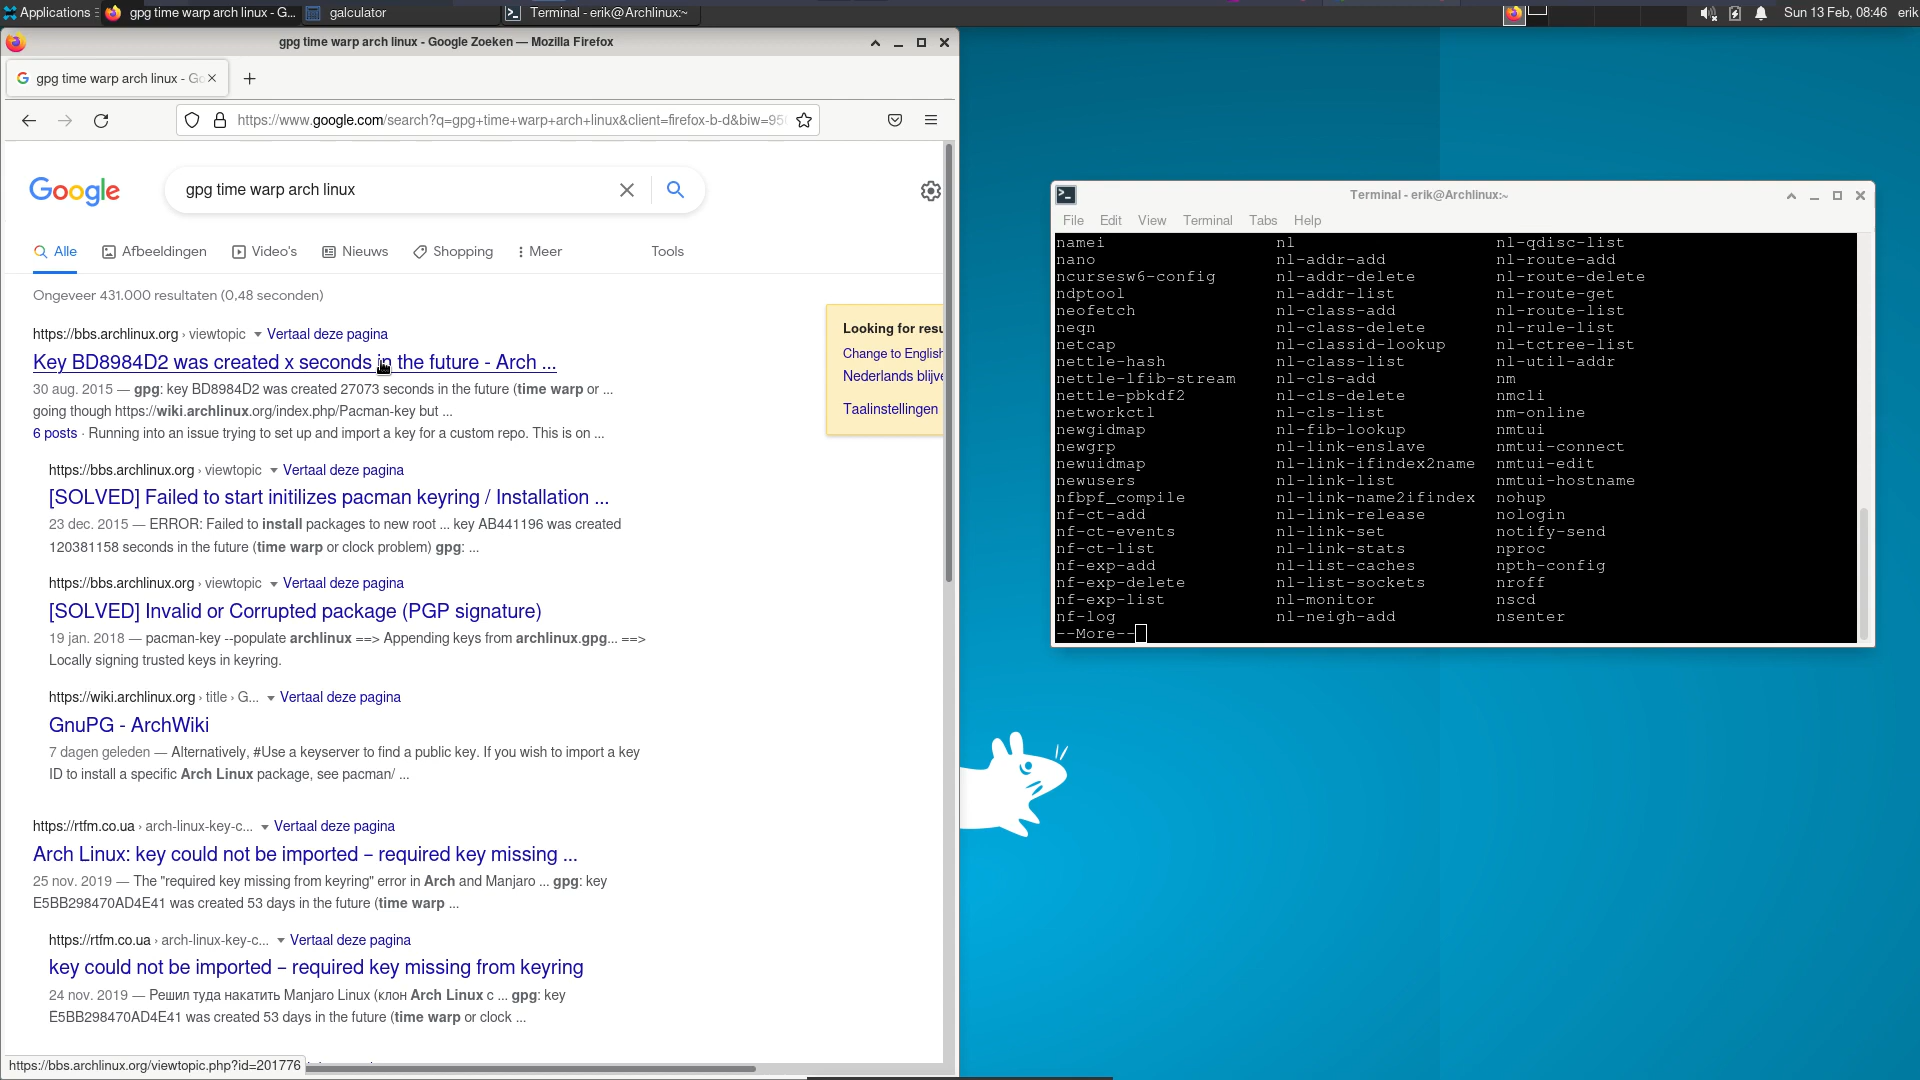 Applications
gpg time warp arch linux - G...
galculator
Terminal - erik@Archlinux:~
Sun 13 Feb, 08:46
erik
gpg time warp arch linux - Google Zoeken — Mozilla Firefox
gpg time warp arch linux - Go
https://www.google.com/search?q=gpg+time+warp+arch+linux&client=firefox-b-d&biw=95
Google
gpg time warp arch linux
Alle
Afbeeldingen
Video's
Nieuws
Shopping
Meer
Tools
Ongeveer 431.000 resultaten (0,48 seconden)
https://bbs.archlinux.org › viewtopic
Vertaal deze pagina
Key BD8984D2 was created x seconds in the future - Arch ...
30 aug. 2015 — gpg: key BD8984D2 was created 27073 seconds in the future (time warp or ...
going though https://wiki.archlinux.org/index.php/Pacman-key but ...
6 posts · Running into an issue trying to set up and import a key for a custom repo. This is on ...
Looking for resu
Change to English
Nederlands blijve
Taalinstellingen
https://bbs.archlinux.org › viewtopic
Vertaal deze pagina
[SOLVED] Failed to start initilizes pacman keyring / Installation ...
23 dec. 2015 — ERROR: Failed to install packages to new root ... key AB441196 was created
120381158 seconds in the future (time warp or clock problem) gpg: ...
https://bbs.archlinux.org › viewtopic
Vertaal deze pagina
[SOLVED] Invalid or Corrupted package (PGP signature)
19 jan. 2018 — pacman-key --populate archlinux ==> Appending keys from archlinux.gpg... ==>
Locally signing trusted keys in keyring.
https://wiki.archlinux.org › title › G...
Vertaal deze pagina
GnuPG - ArchWiki
7 dagen geleden — Alternatively, #Use a keyserver to find a public key. If you wish to import a key
ID to install a specific Arch Linux package, see pacman/ ...
https://rtfm.co.ua › arch-linux-key-c...
Vertaal deze pagina
Arch Linux: key could not be imported – required key missing ...
25 nov. 2019 — The "required key missing from keyring" error in Arch and Manjaro ... gpg: key
E5BB298470AD4E41 was created 53 days in the future (time warp ...
https://rtfm.co.ua › arch-linux-key-c...
Vertaal deze pagina
key could not be imported – required key missing from keyring
24 nov. 2019 — Решил туда накатить Manjaro Linux (клон Arch Linux с ... gpg: key
E5BB298470AD4E41 was created 53 days in the future (time warp or clock ...
https://bbs.archlinux.org/viewtopic.php?id=201776
Terminal - erik@Archlinux:~
File Edit View Terminal Tabs Help
namei nl nl-qdisc-list
nano nl-addr-add nl-route-add
ncursesw6-config nl-addr-delete nl-route-delete
ndptool nl-addr-list nl-route-get
neofetch nl-class-add nl-route-list
neqn nl-class-delete nl-rule-list
netcap nl-classid-lookup nl-tctree-list
nettle-hash nl-class-list nl-util-addr
nettle-lfib-stream nl-cls-add nm
nettle-pbkdf2 nl-cls-delete nmcli
networkctl nl-cls-list nm-online
newgidmap nl-fib-lookup nmtui
newgrp nl-link-enslave nmtui-connect
newuidmap nl-link-ifindex2name nmtui-edit
newusers nl-link-list nmtui-hostname
nfbpf_compile nl-link-name2ifindex nohup
nf-ct-add nl-link-release nologin
nf-ct-events nl-link-set notify-send
nf-ct-list nl-link-stats nproc
nf-exp-add nl-list-caches npth-config
nf-exp-delete nl-list-sockets nroff
nf-exp-list nl-monitor nscd
nf-log nl-neigh-add nsenter
--More--